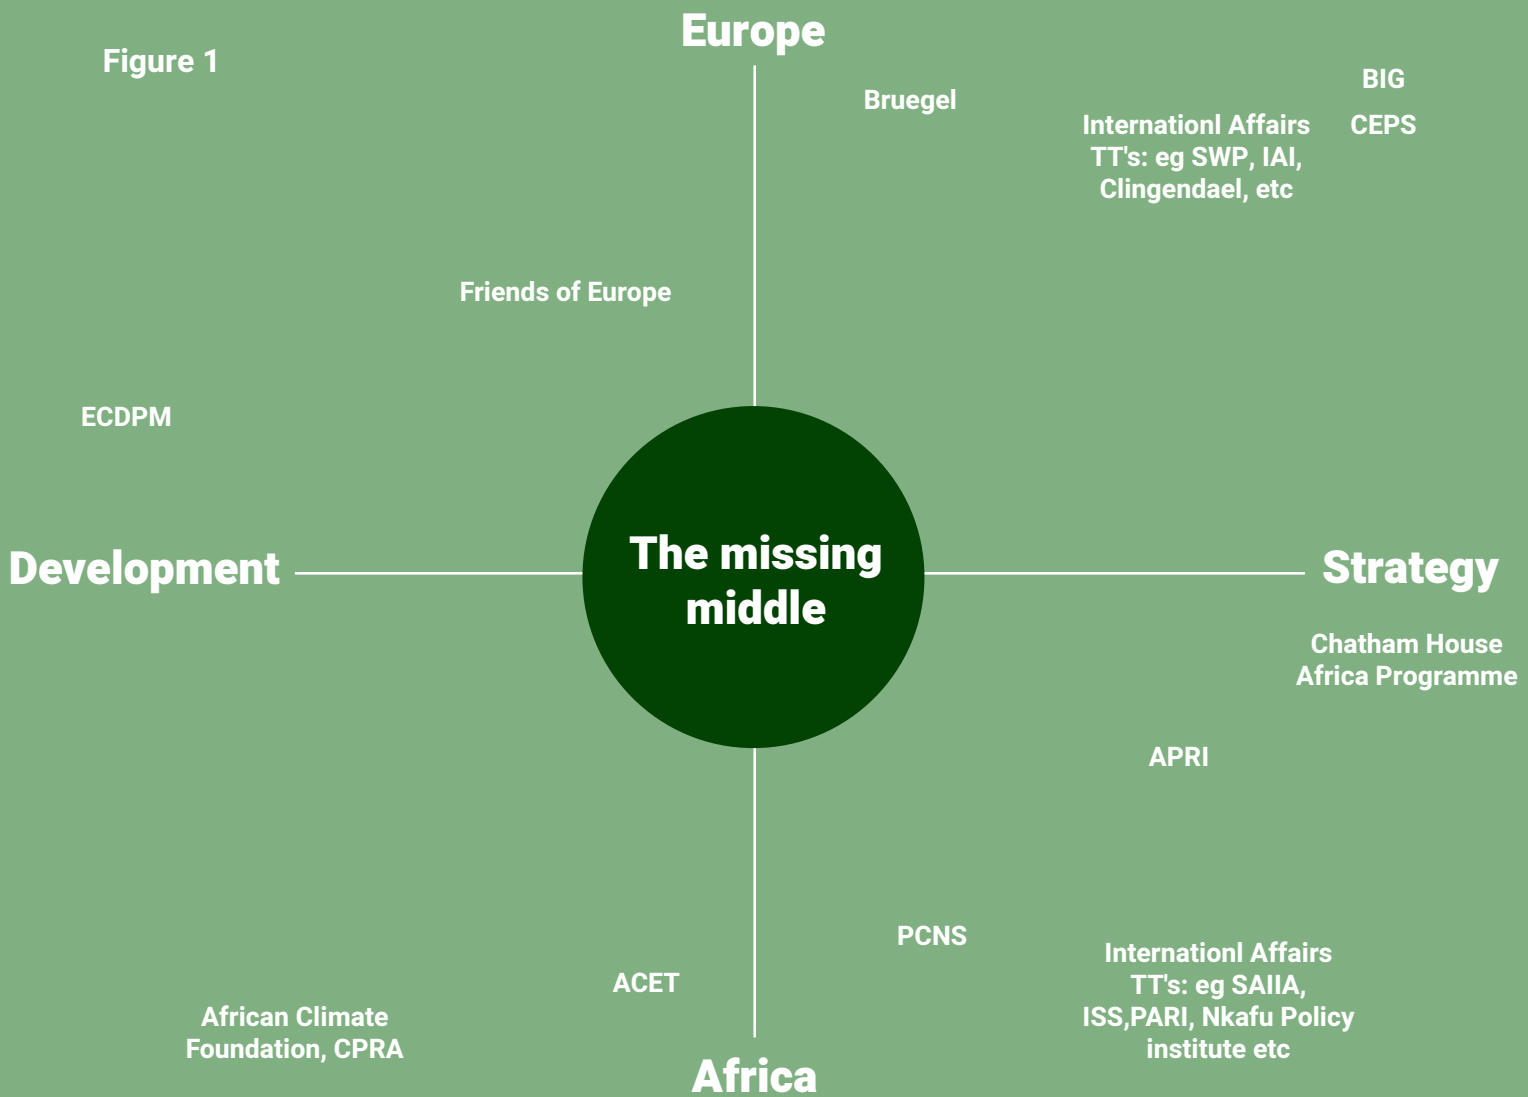 Europe
Figure 1
Bruegel
BIG
Internationl Affairs
TT's: eg SWP, IAI,
Clingendael, etc
CEPS
Friends of Europe
ECDPM
The missing
middle
Development
Strategy
Chatham House
Africa Programme
APRI
PCNS
Internationl Affairs
TT's: eg SAIIA,
ISS,PARI, Nkafu Policy
institute etc
ACET
African Climate
Foundation, CPRA
Africa